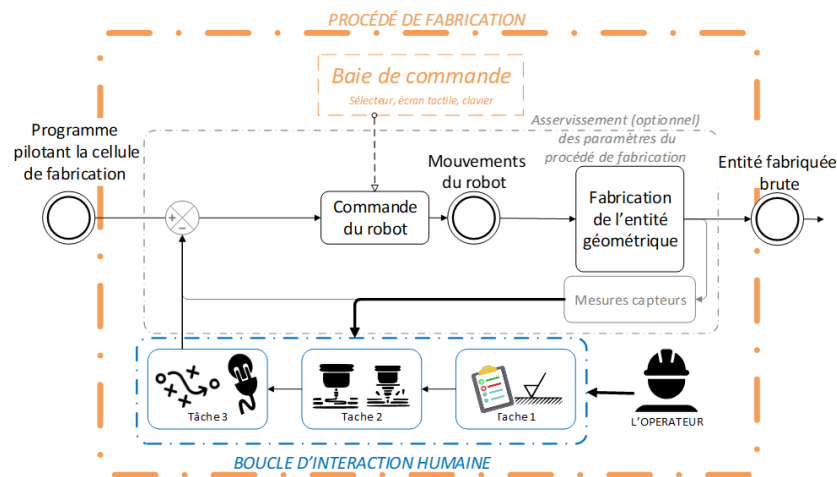 PROCÉDÉ DE FABRICATION
Baie de commande
Sélecteur, écran tactile, clavier
Asservissement (optionnel)
des paramètres du
procédé de fabrication
Programme
pilotant la cellule
de fabrication
Mouvements
du robot
Entité fabriquée
brute
+
-
Commande
du robot
Fabrication
de l'entité
géométrique
Mesures capteurs
Tâche 3
Tache 2
Tache 1
L'OPERATEUR
BOUCLE D'INTERACTION HUMAINE